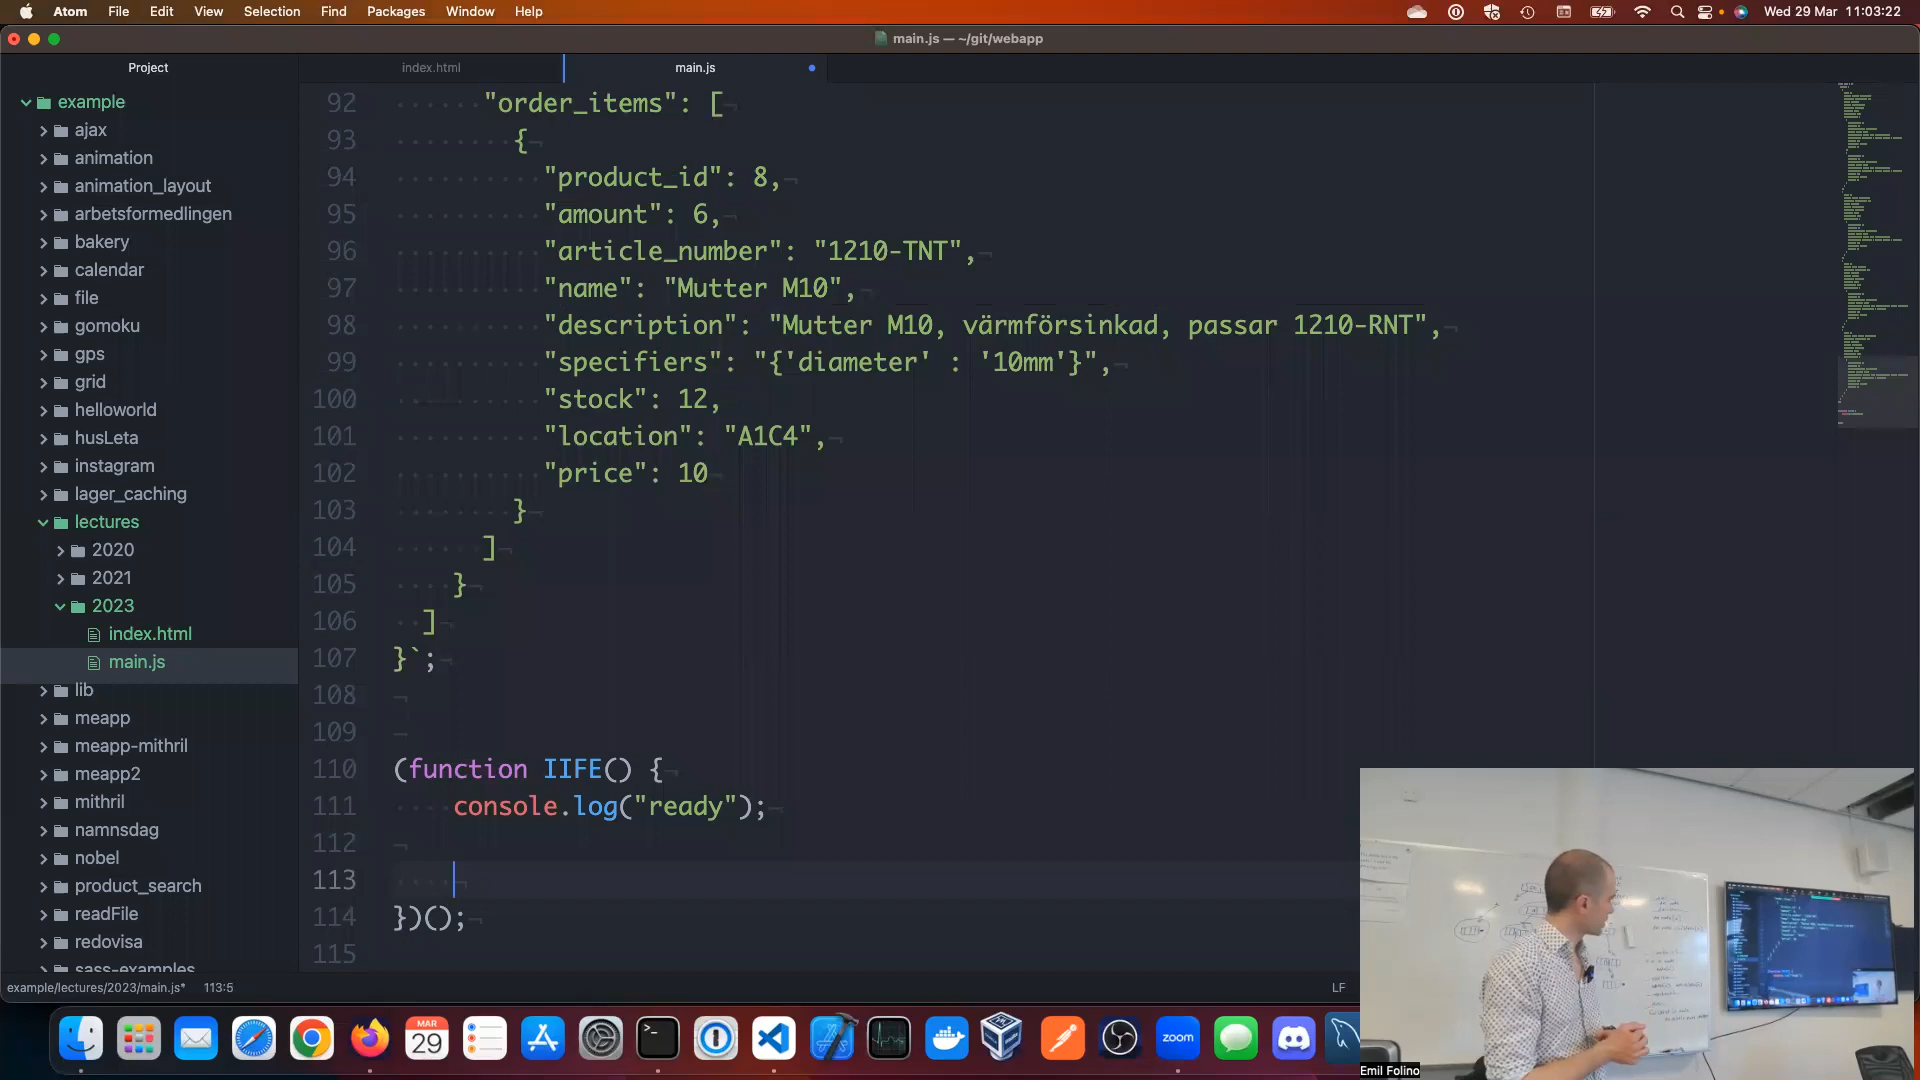 Atom File Edit View Selection Find Packages Window Help
Wed 29 Mar 11:03:22
main.js — ~/git/webapp
Project
index.html
main.js
example
ajax
animation
animation_layout
arbetsformedlingen
bakery
calendar
file
gomoku
gps
grid
helloworld
husLeta
instagram
lager_caching
lectures
2020
2021
2023
index.html
main.js
lib
meapp
meapp-mithril
meapp2
mithril
namnsdag
nobel
product_search
readFile
redovisa
sass-examples
92 "order_items": [
93 {
94 "product_id": 8,
95 "amount": 6,
96 "article_number": "1210-TNT",
97 "name": "Mutter M10",
98 "description": "Mutter M10, värmförsinkad, passar 1210-RNT",
99 "specifiers": "{'diameter' : '10mm'}",
100 "stock": 12,
101 "location": "A1C4",
102 "price": 10
103 }
104 ]
105 }
106 ]
107 }`;
108
109
110 (function IIFE() {
111 console.log("ready");
112
113
114 })();
115
example/lectures/2023/main.js* 113:5
LF
MAR
29
zoom
Emil Folino